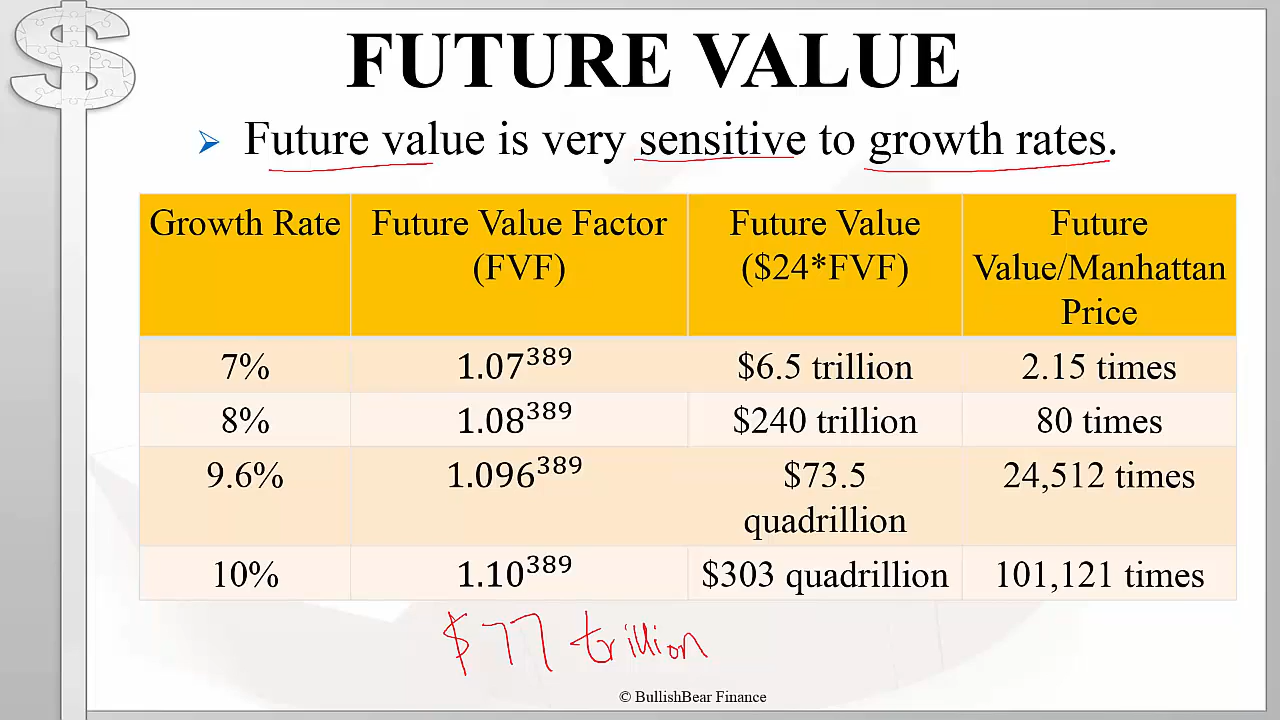 FUTURE VALUE
➢ Future value is very sensitive to growth rates.
Growth Rate
Future Value Factor
(FVF)
Future Value
($24*FVF)
Future
Value/Manhattan
Price
7%
1.07³⁸⁹
$6.5 trillion
2.15 times
8%
1.08³⁸⁹
$240 trillion
80 times
9.6%
1.096³⁸⁹
$73.5
quadrillion
24,512 times
10%
1.10³⁸⁹
$303 quadrillion
101,121 times
$77 trillion
© BullishBear Finance